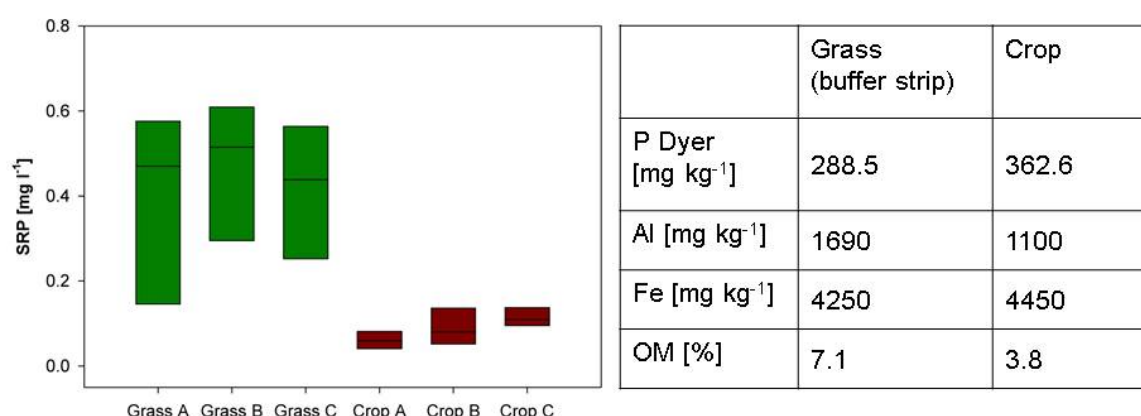 0.8
0.6
0.4
0.2
0.0
SRP [mg l⁻¹]
Grass A Grass B Grass C Crop A Crop B Crop C
Grass
(buffer strip)
Crop
P Dyer
[mg kg⁻¹]
288.5
362.6
Al [mg kg⁻¹]
1690
1100
Fe [mg kg⁻¹]
4250
4450
OM [%]
7.1
3.8